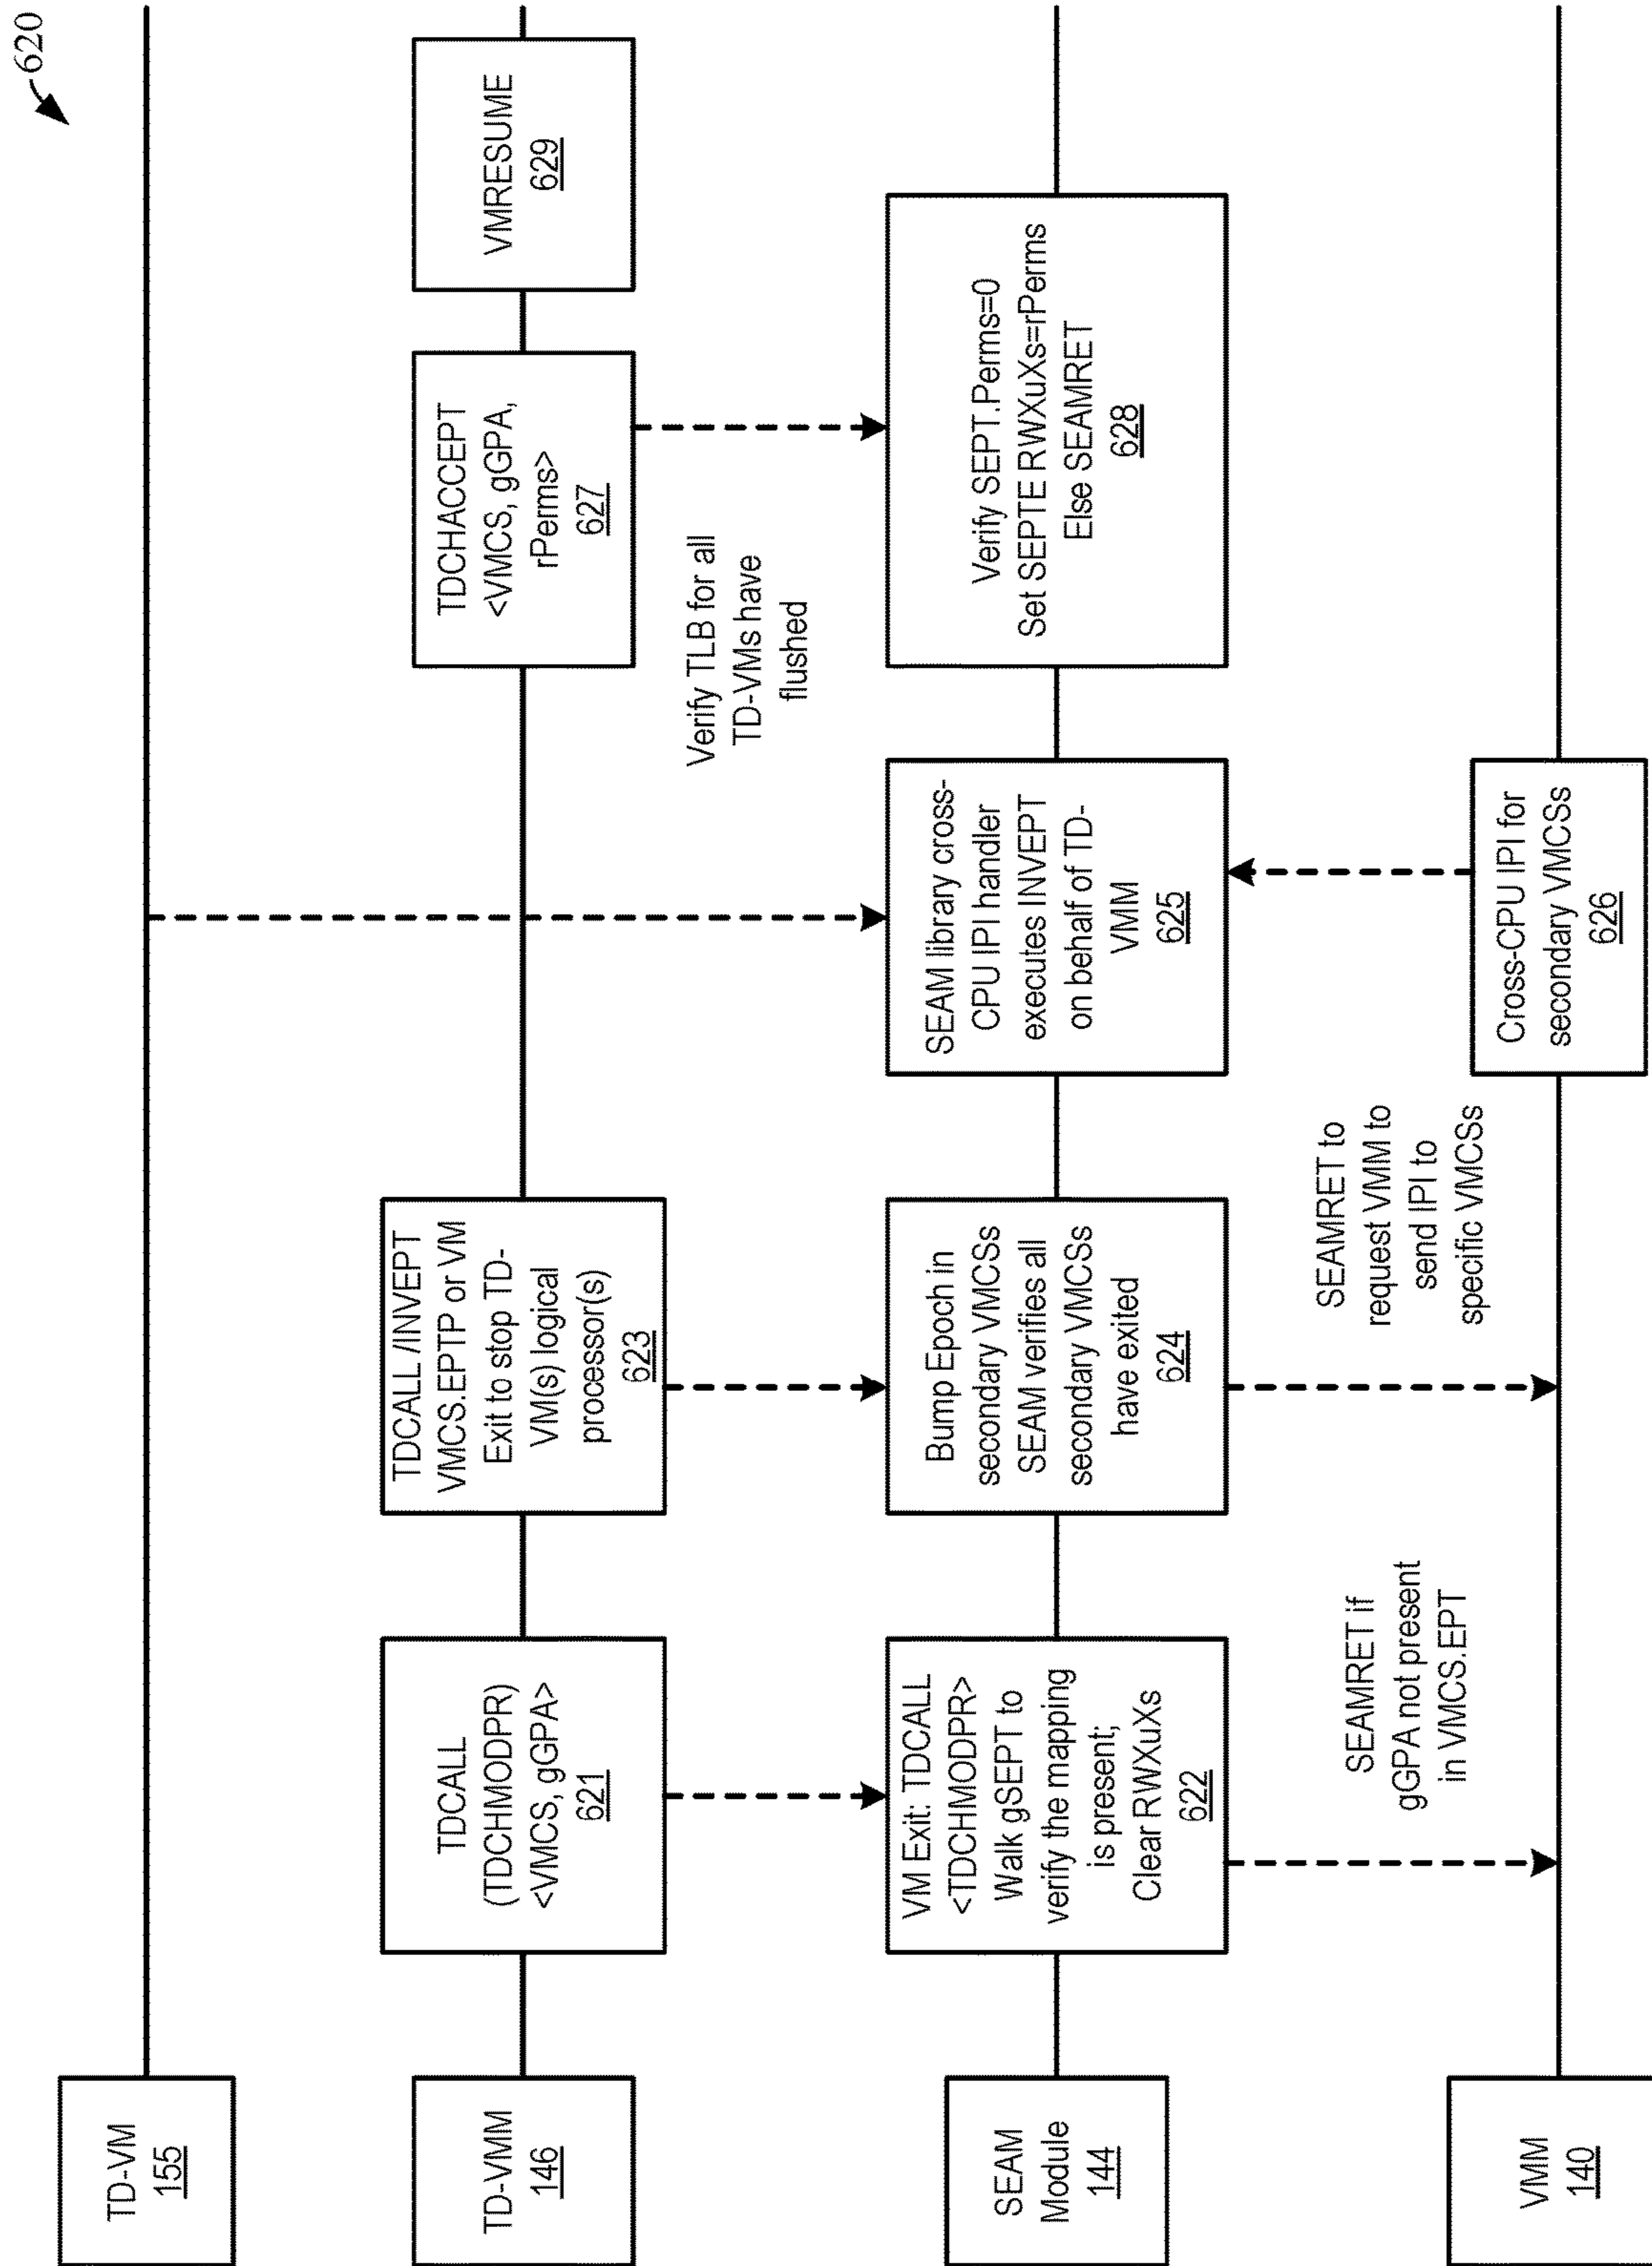 620
TD-VM
155
TD-VMM
146
SEAM
Module
144
VMM
140
TDCALL
(TDCHMODPR)
<VMCS, gGPA>
621
VM Exit: TDCALL
<TDCHMODPR>
Walk gSEPT to
verify the mapping
is present;
Clear RWXuXs
622
SEAMRET if
gGPA not present
in VMCS.EPT
TDCALL /INVEPT
VMCS.EPTP or VM
Exit to stop TD-
VM(s) logical
processor(s)
623
Bump Epoch in
secondary VMCSs
SEAM verifies all
secondary VMCSs
have exited
624
SEAMRET to
request VMM to
send IPI to
specific VMCSs
SEAM library cross-
CPU IPI handler
executes INVEPT
on behalf of TD-
VMM
625
Cross-CPU IPI for
secondary VMCSs
626
TDCHACCEPT
<VMCS, gGPA,
rPerms>
627
Verify TLB for all
TD-VMs have
flushed
Verify SEPT.Perms=0
Set SEPTE RWXuXs=rPerms
Else SEAMRET
628
VMRESUME
629